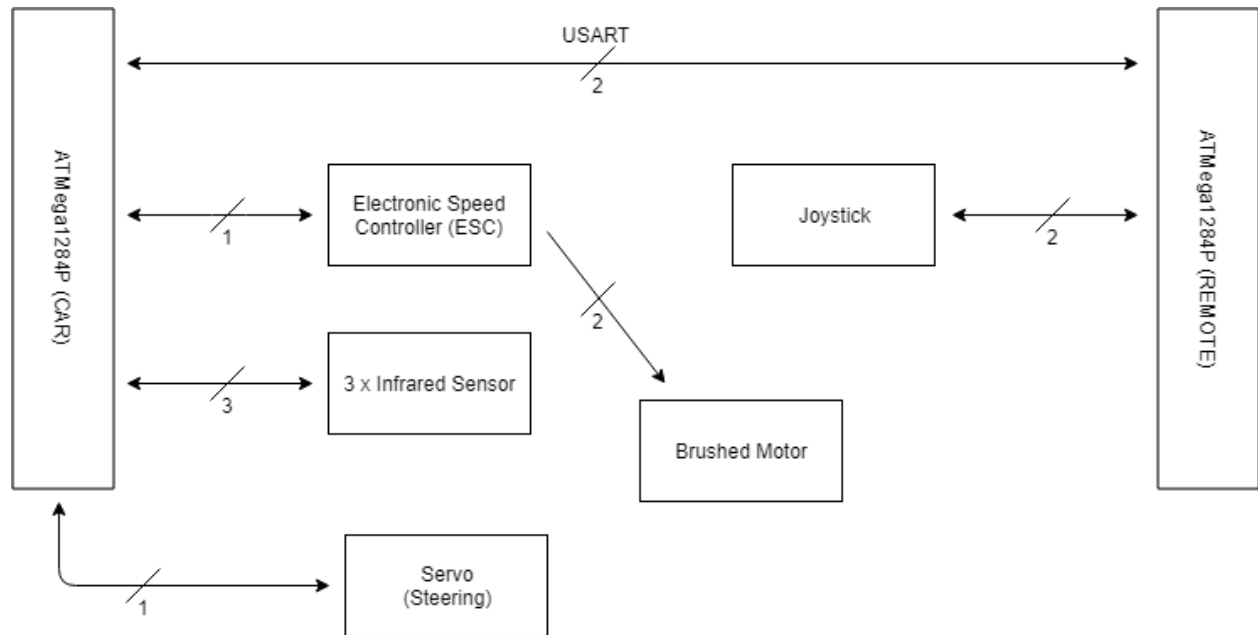 USART
2
ATMega1284P (CAR)
ATMega1284P (REMOTE)
Electronic Speed
Controller (ESC)
1
Joystick
2
2
3 x Infrared Sensor
3
Brushed Motor
Servo
(Steering)
1